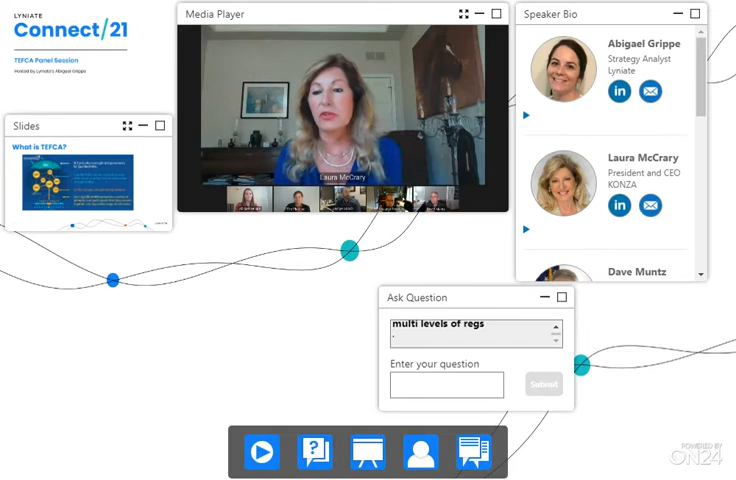 LYNIATE
Connect/21
TEFCA Panel Session
Hosted by Lyniate's Abigael Grippe
Media Player
Laura McCrary
Speaker Bio
Abigael Grippe
Strategy Analyst
Lyniate
in
Laura McCrary
President and CEO
KONZA
in
Dave Muntz
Slides
What is TEFCA?
Ask Question
multi levels of regs
.
Enter your question
Submit
?
POWERED BY
ON24